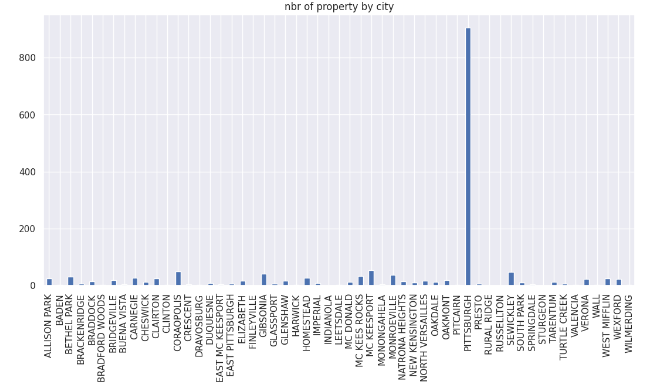 nbr of property by city
800
600
400
200
0
ALLISON PARK
BADEN
BETHEL PARK
BRACKENRIDGE
BRADDOCK
BRADFORD WOODS
BRIDGEVILLE
BUENA VISTA
CARNEGIE
CHESWICK
CLAIRTON
CLINTON
CORAOPOLIS
CRESCENT
DRAVOSBURG
DUQUESNE
EAST MC KEESPORT
EAST PITTSBURGH
ELIZABETH
FINLEYVILLE
GIBSONIA
GLASSPORT
GLENSHAW
HARWICK
HOMESTEAD
IMPERIAL
INDIANOLA
LEETSDALE
MC DONALD
MC KEES ROCKS
MC KEESPORT
MONONGAHELA
MONROEVILLE
NATRONA HEIGHTS
NEW KENSINGTON
NORTH VERSAILLES
OAKDALE
OAKMONT
PITCAIRN
PITTSBURGH
PRESTO
RURAL RIDGE
RUSSELLTON
SEWICKLEY
SOUTH PARK
SPRINGDALE
STURGEON
TARENTUM
TURTLE CREEK
VALENCIA
VERONA
WALL
WEST MIFFLIN
WEXFORD
WILMERDING